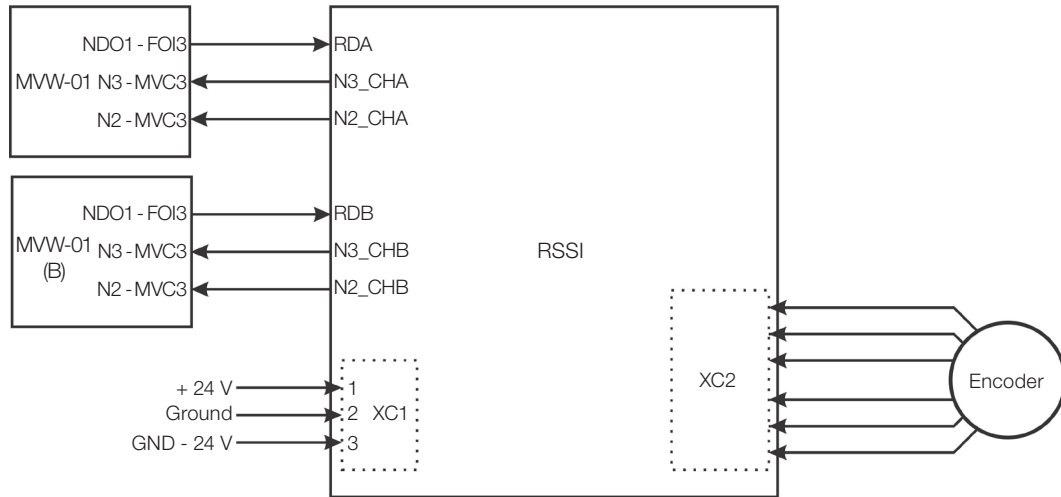 NDO1 - FOI3
RDA
MVW-01 N3 - MVC3
N3_CHA
N2 - MVC3
N2_CHA
NDO1 - FOI3
RDB
MVW-01
(B)
N3 - MVC3
N3_CHB
RSSI
N2 - MVC3
N2_CHB
+ 24 V
1
Ground
2
XC1
GND - 24 V
3
XC2
Encoder